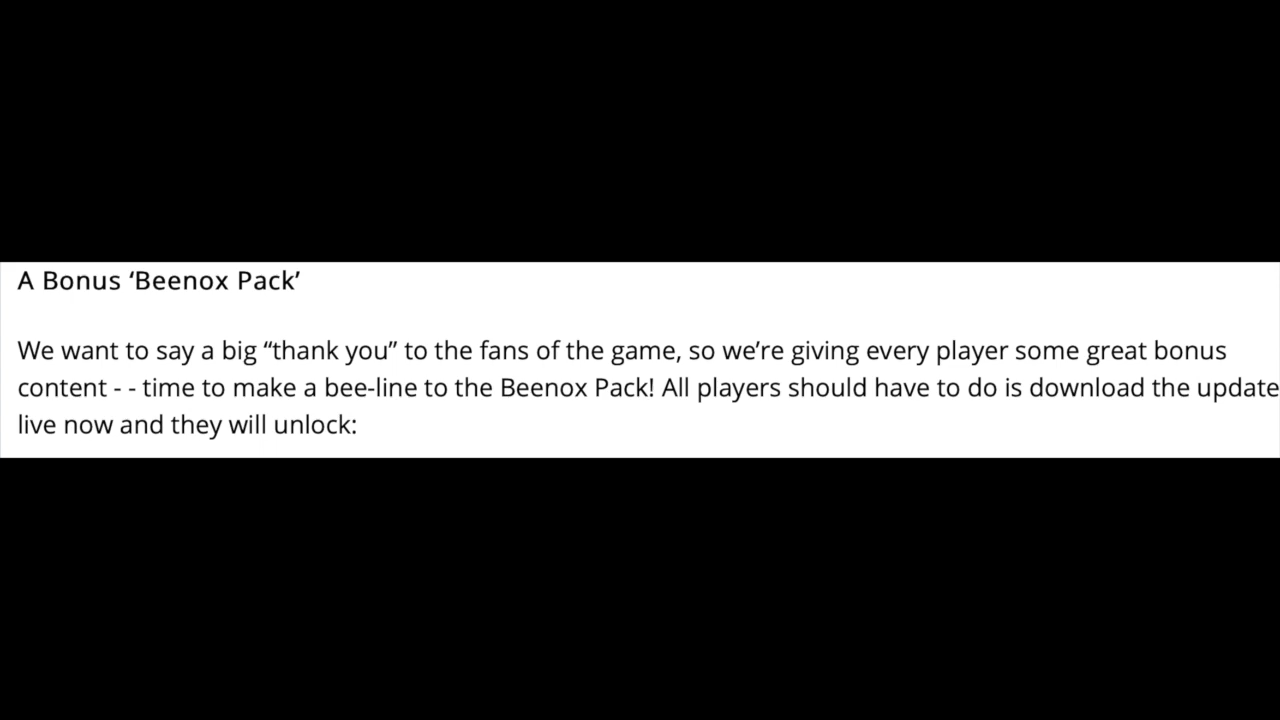 A Bonus ‘Beenox Pack’
We want to say a big “thank you” to the fans of the game, so we’re giving every player some great bonus
content - - time to make a bee-line to the Beenox Pack! All players should have to do is download the update
live now and they will unlock: